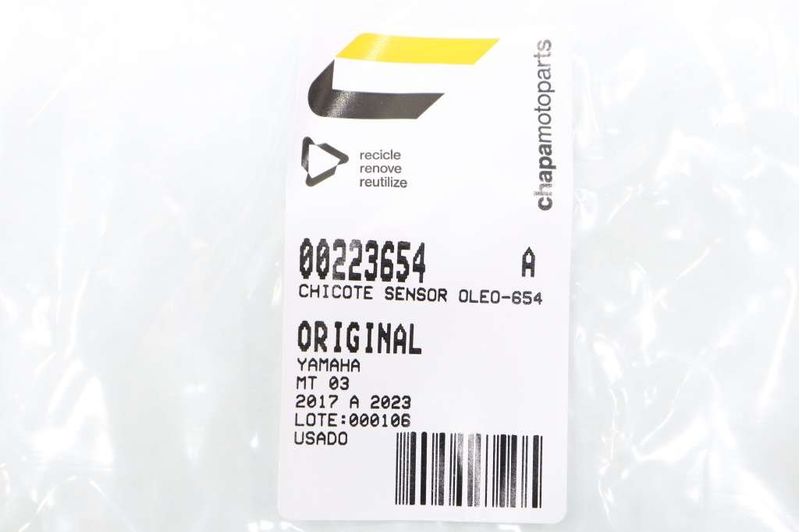 chapamotoparts
recicle
renove
reutilize
00223654 A
CHICOTE SENSOR OLEO-654
ORIGINAL
YAMAHA
MT 03
2017 A 2023
LOTE:000106
USADO